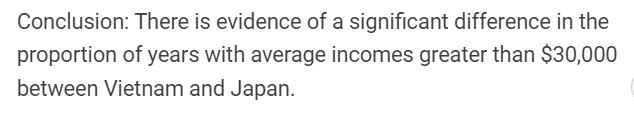 Conclusion: There is evidence of a significant difference in the
proportion of years with average incomes greater than $30,000
between Vietnam and Japan.